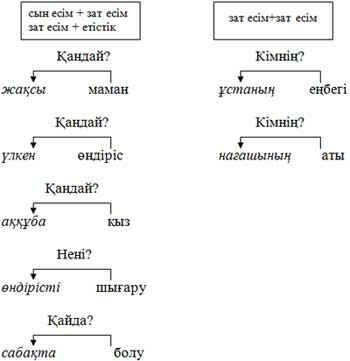 сын есім + зат есім
зат есім + етістік
Қандай?
жақсы маман
Қандай?
үлкен өндіріс
Қандай?
аққұба қыз
Нені?
өндірісті шығару
Қайда?
сабақта болу
зат есім+зат есім
Кімнің?
ұстаның еңбегі
Кімнің?
нағашының аты